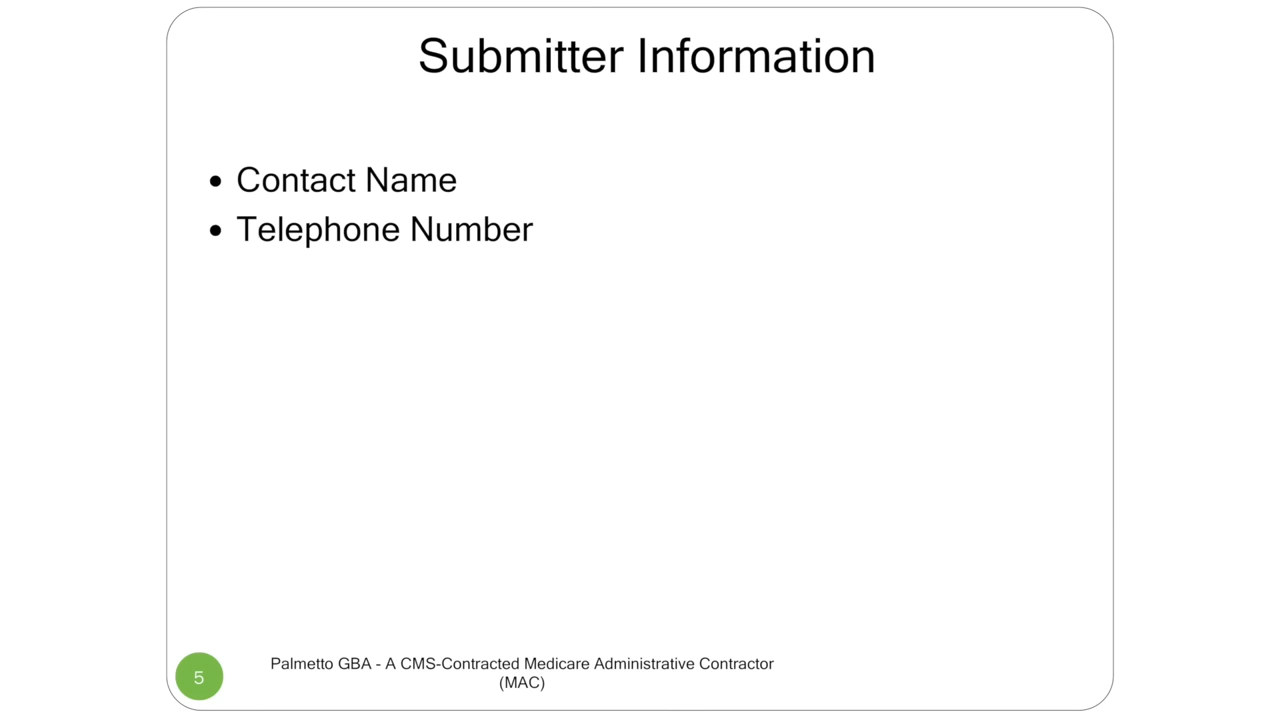 Submitter Information
• Contact Name
• Telephone Number
5
Palmetto GBA - A CMS-Contracted Medicare Administrative Contractor
(MAC)